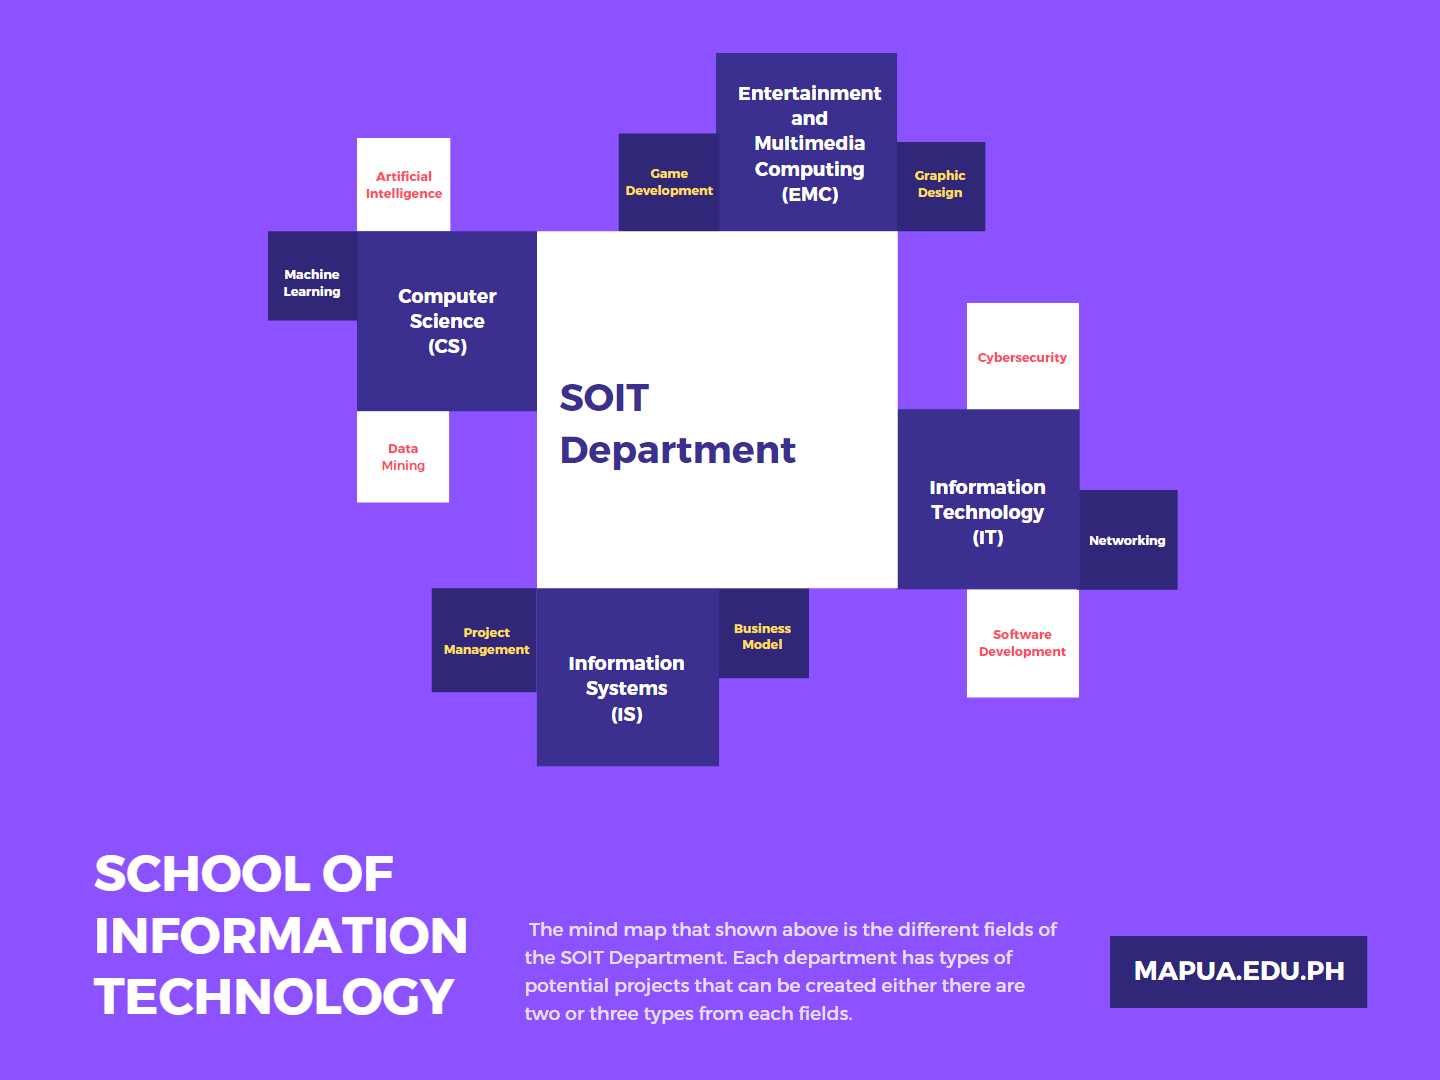 Entertainment
and
Multimedia
Computing
(EMC)
Game
Development
Graphic
Design
Artificial
Intelligence
Machine
Learning
Computer
Science
(CS)
Data
Mining
SOIT
Department
Cybersecurity
Information
Technology
(IT)
Networking
Software
Development
Project
Management
Information
Systems
(IS)
Business
Model
SCHOOL OF
INFORMATION
TECHNOLOGY
The mind map that shown above is the different fields of
the SOIT Department. Each department has types of
potential projects that can be created either there are
two or three types from each fields.
MAPUA.EDU.PH